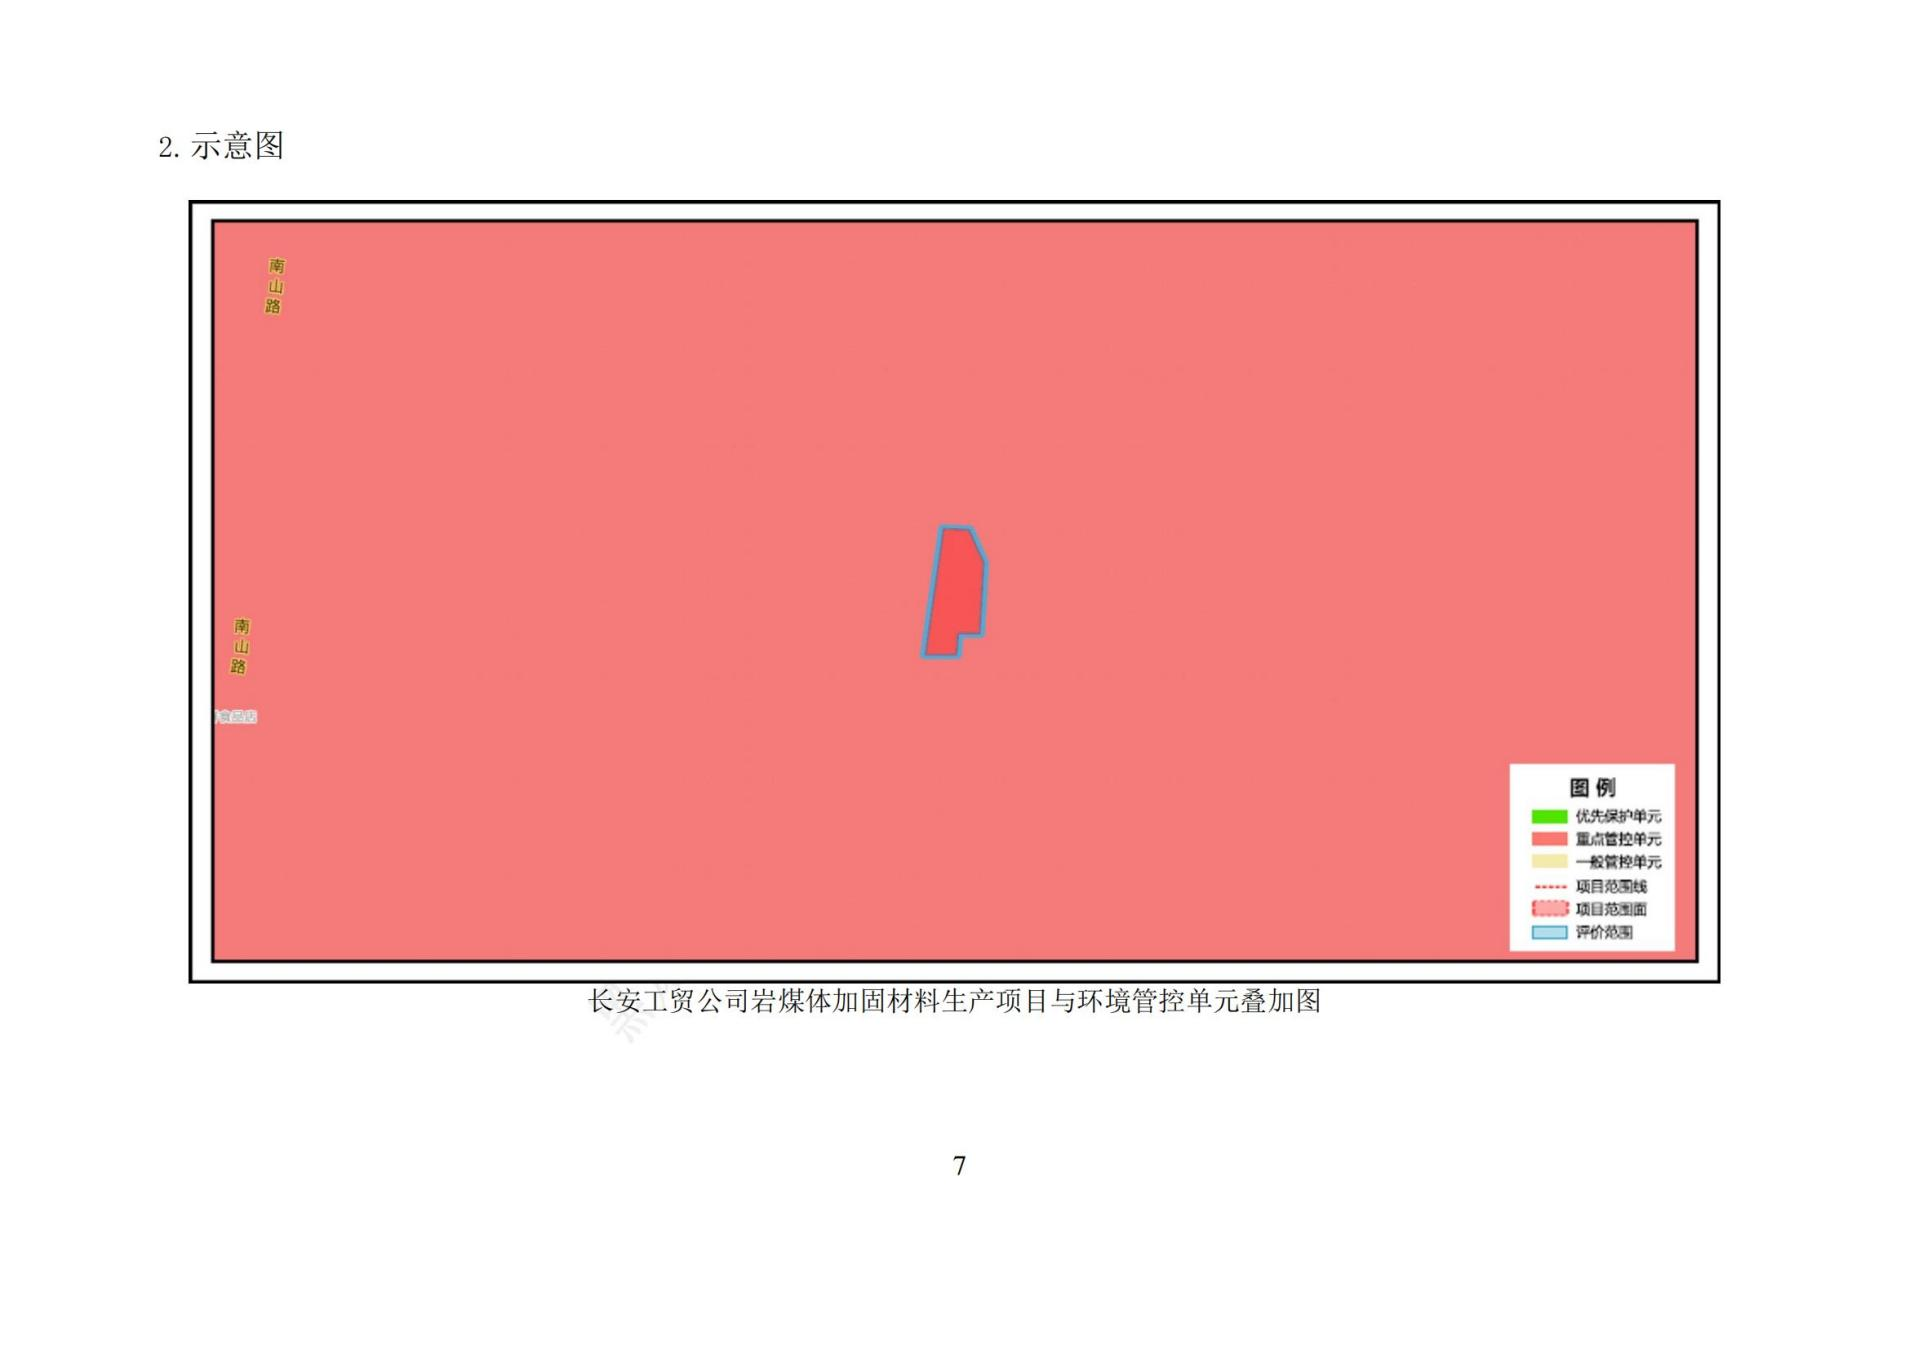 2. 示意图
南山路
南山路
食品店
图 例
优先保护单元
重点管控单元
一般管控单元
项目范围线
项目范围面
评价范围
长安工贸公司岩煤体加固材料生产项目与环境管控单元叠加图
7